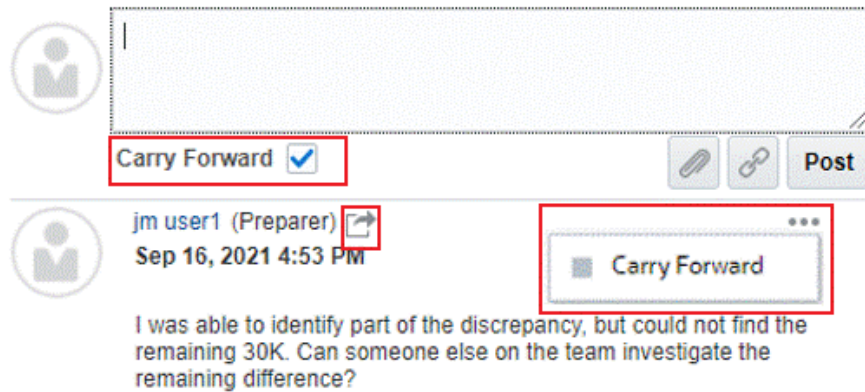 Carry Forward
Post
jm user1 (Preparer)
Sep 16, 2021 4:53 PM
Carry Forward
I was able to identify part of the discrepancy, but could not find the
remaining 30K. Can someone else on the team investigate the
remaining difference?